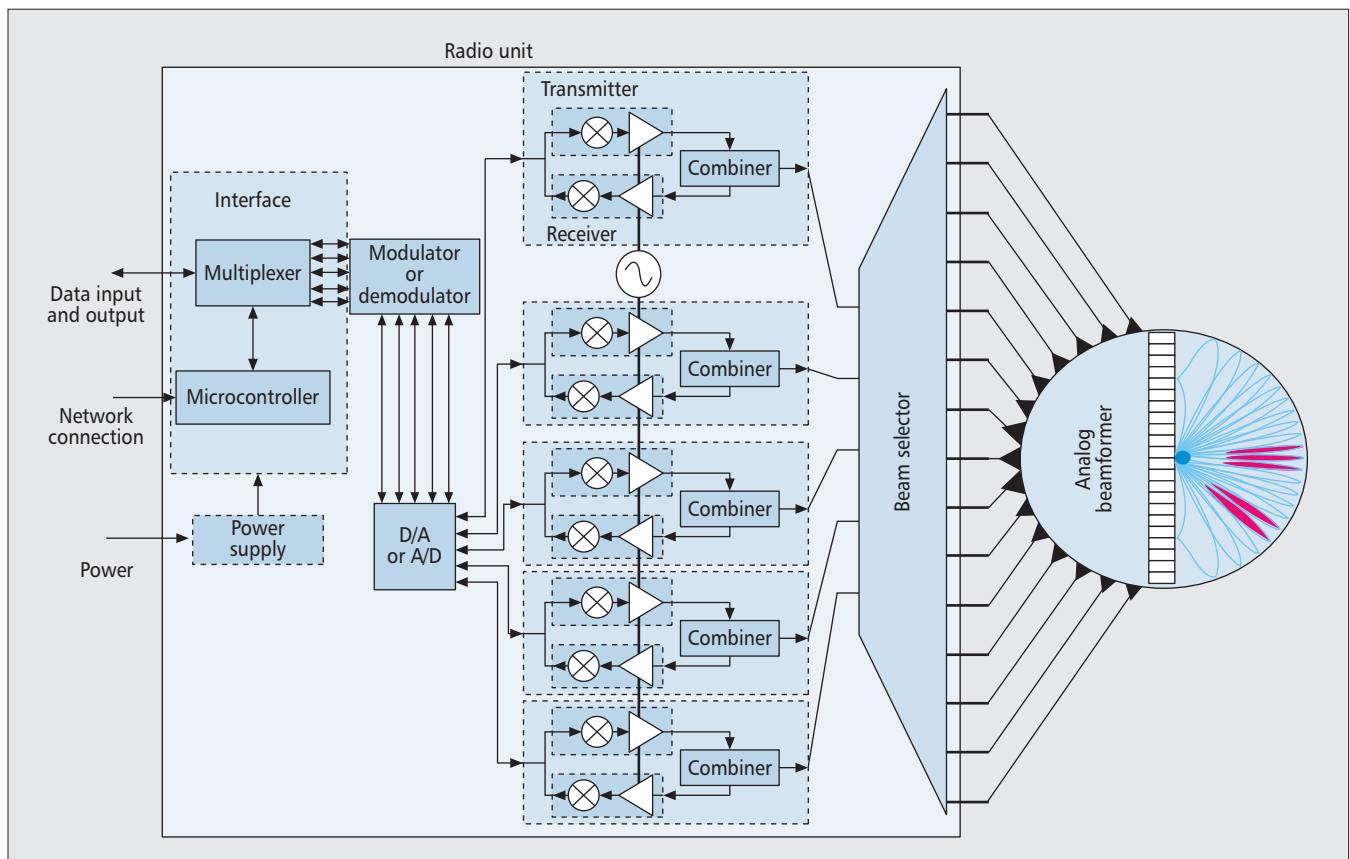 Radio unit
Transmitter
Combiner
Receiver
Interface
Multiplexer
Modulator
or
demodulator
Data input
and output
Microcontroller
Network
connection
Power
supply
Power
D/A
or A/D
Combiner
Combiner
Combiner
Combiner
Beam selector
Analog
beamformer